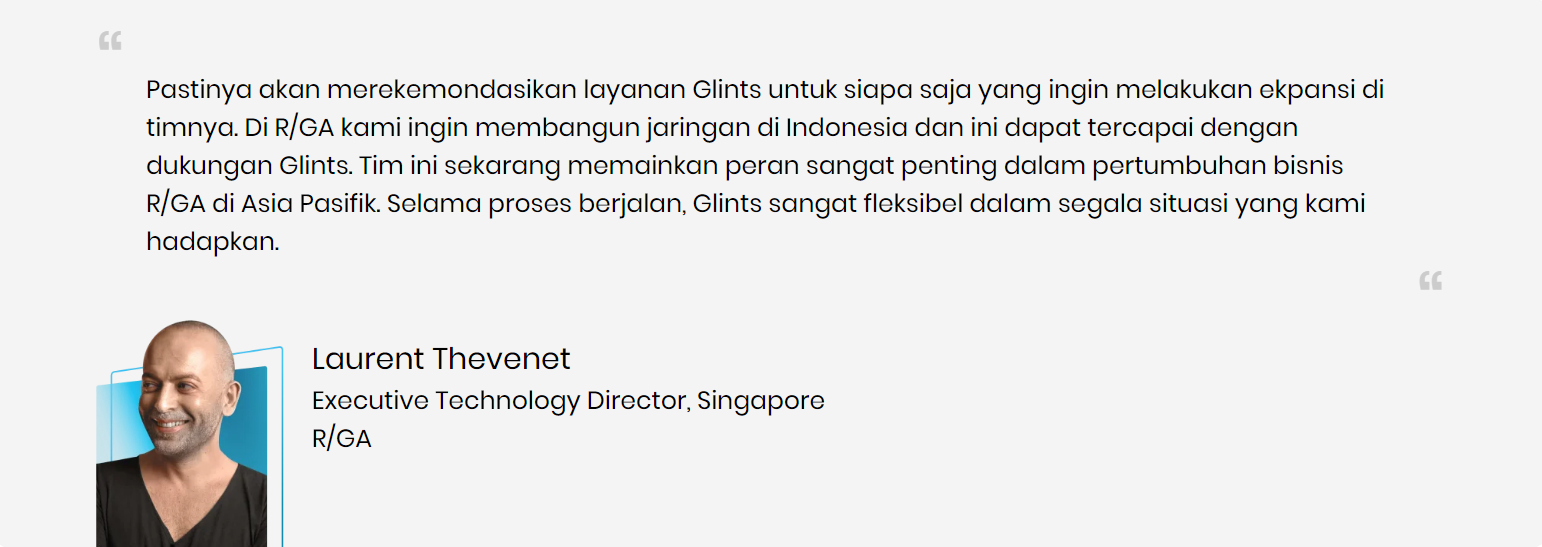 “
Pastinya akan merekemondasikan layanan Glints untuk siapa saja yang ingin melakukan ekpansi di
timnya. Di R/GA kami ingin membangun jaringan di Indonesia dan ini dapat tercapai dengan
dukungan Glints. Tim ini sekarang memainkan peran sangat penting dalam pertumbuhan bisnis
R/GA di Asia Pasifik. Selama proses berjalan, Glints sangat fleksibel dalam segala situasi yang kami
hadapkan.
“
Laurent Thevenet
Executive Technology Director, Singapore
R/GA